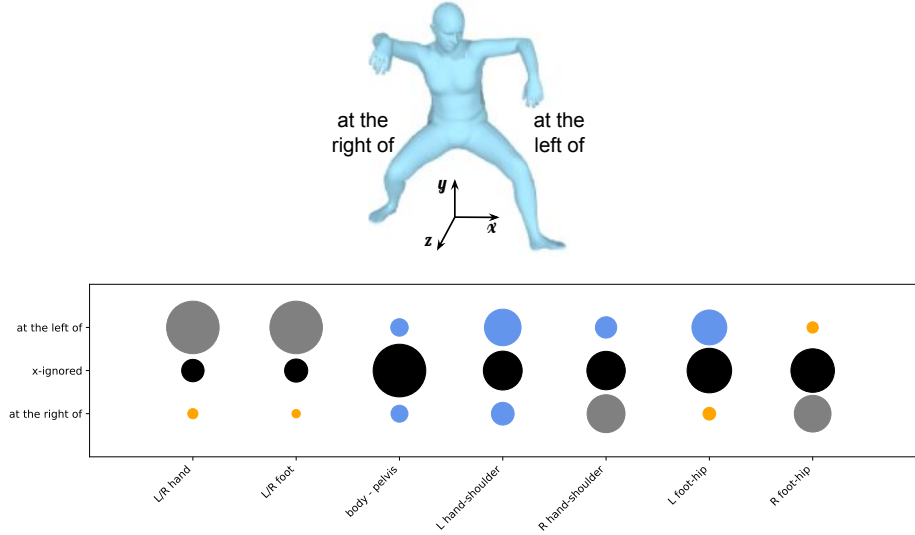 at the
right of
at the
left of
y
x
z
at the left of
x-ignored
at the right of
L/R hand
L/R foot
body - pelvis
L hand-shoulder
R hand-shoulder
L foot-hip
R foot-hip